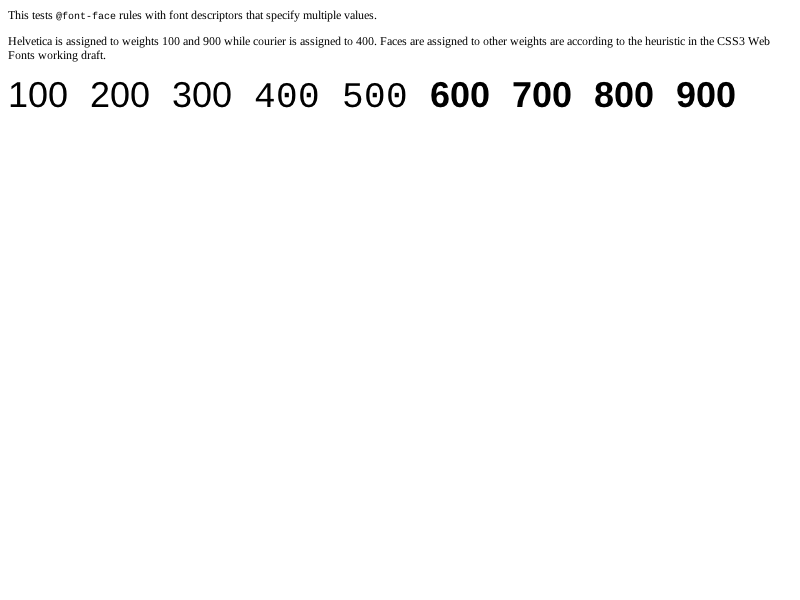 This tests @font-face rules with font descriptors that specify multiple values.
Helvetica is assigned to weights 100 and 900 while courier is assigned to 400. Faces are assigned to other weights are according to the heuristic in the CSS3 Web
Fonts working draft.
100 200 300 400 500 600 700 800 900